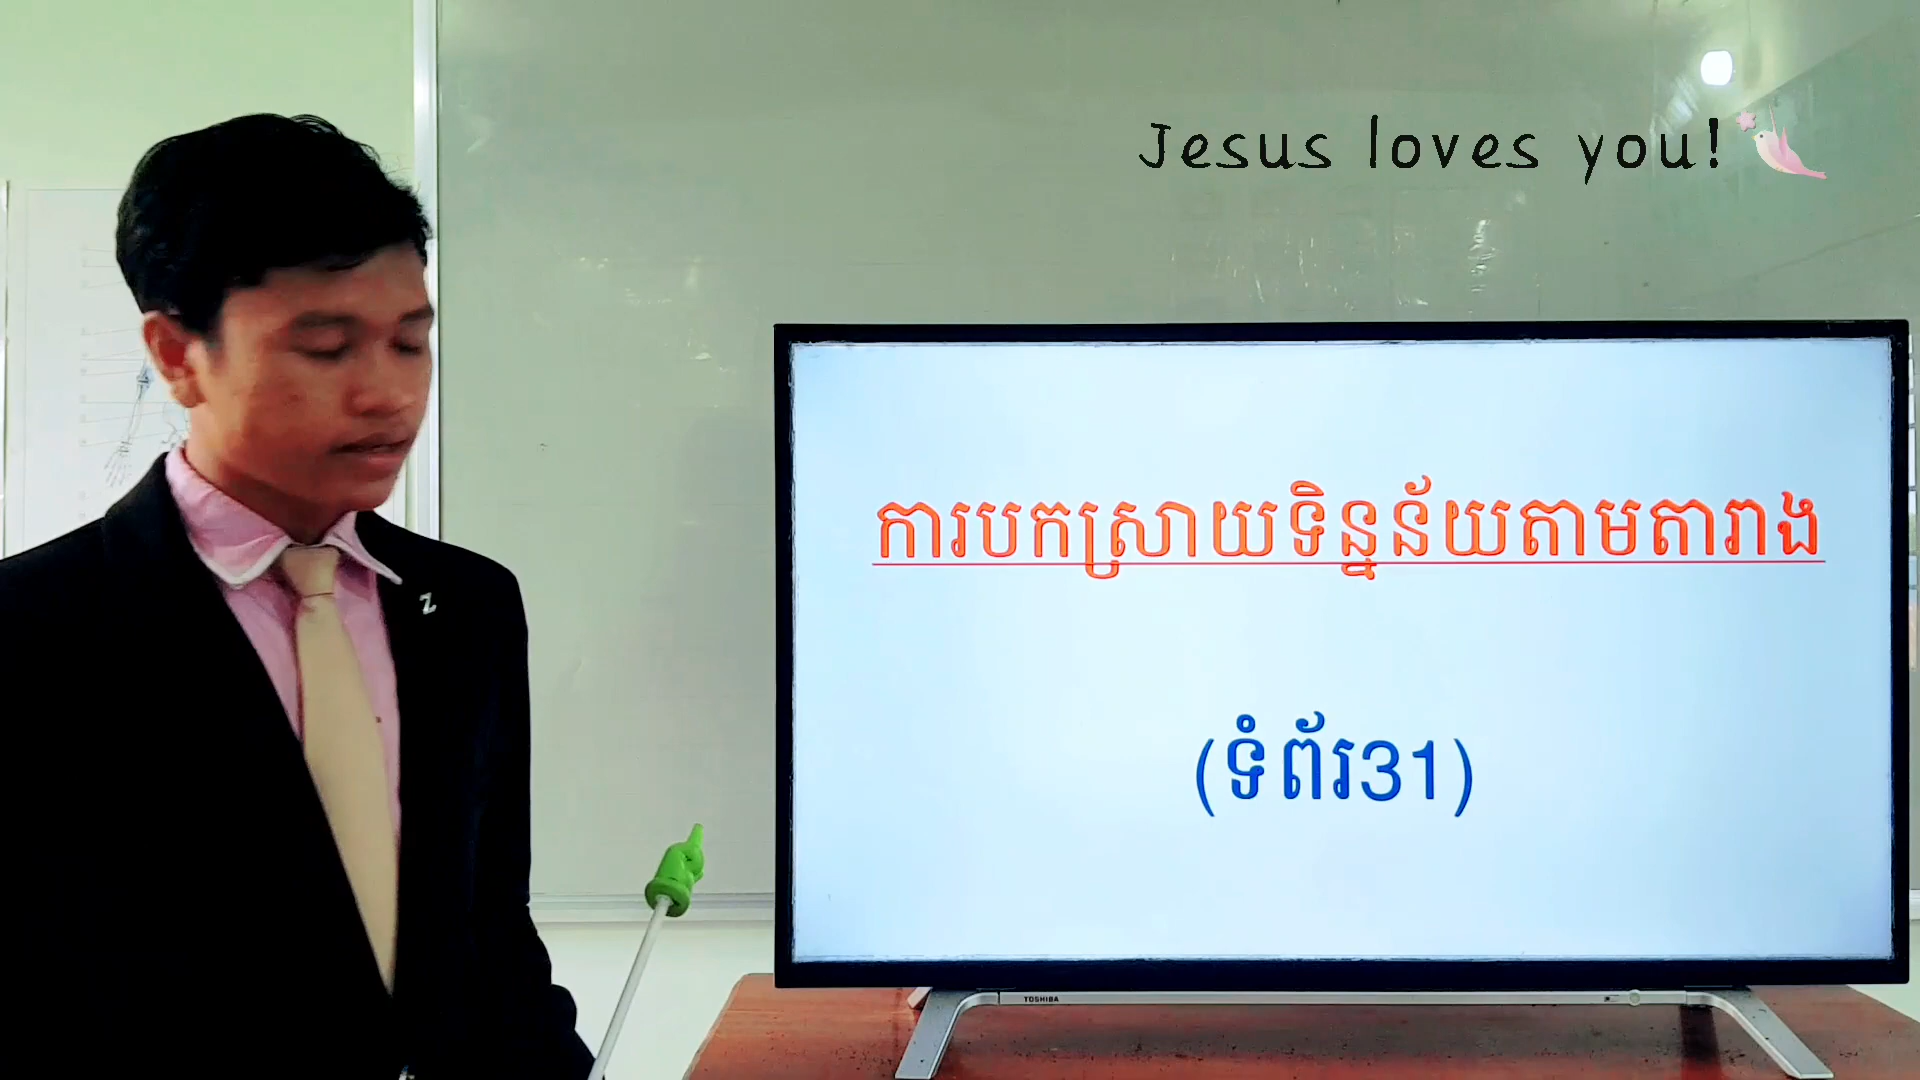 Jesus loves you!
ការបកស្រាយទិន្នន័យតាមតារាង
(ទំព័រ31)
Z
TOSHIBA